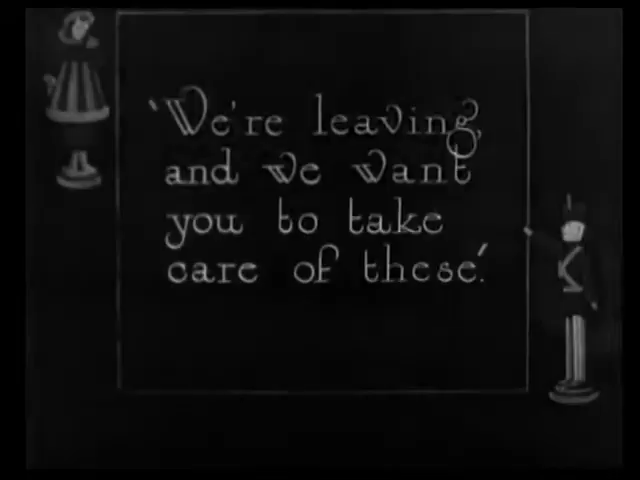 'We're leaving,
and we want
you to take
care of these'.